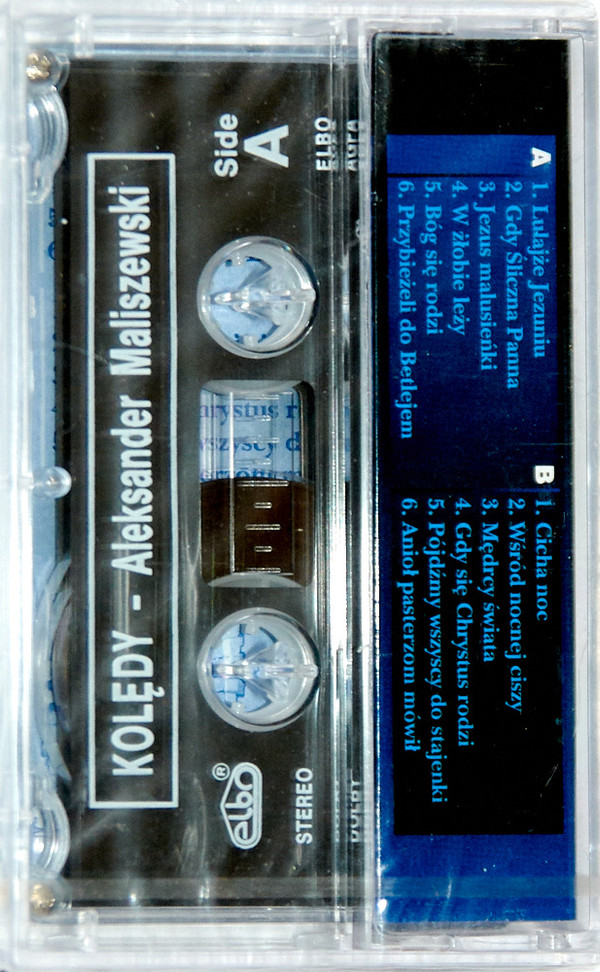 KOLĘDY - Aleksander Maliszewski
Side
A
ELBO
elbo®
STEREO
hrystus r
wszyscy d
A
1. Lulajże Jezuniu
2. Gdy Śliczna Panna
3. Jezus malusieńki
4. W żłobie leży
5. Bóg się rodzi
6. Przybieżeli do Betlejem
B
1. Cicha noc
2. Wśród nocnej ciszy
3. Mędrcy świata
4. Gdy się Chrystus rodzi
5. Pójdźmy wszyscy do stajenki
6. Anioł pasterzom mówił